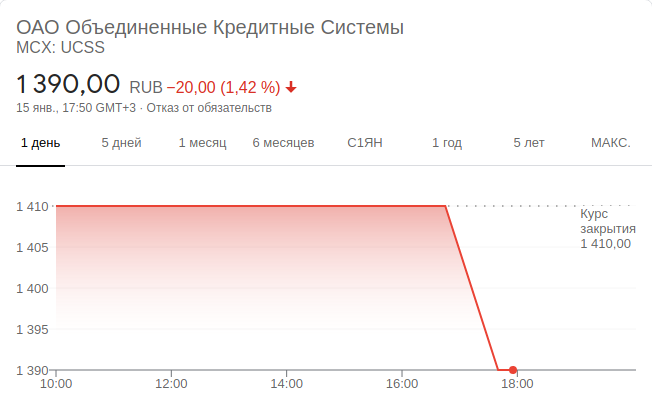 ОАО Объединенные Кредитные Системы
MCX: UCSS
1 390,00 RUB −20,00 (1,42 %)
15 янв., 17:50 GMT+3 · Отказ от обязательств
1 день 5 дней 1 месяц 6 месяцев С1ЯН 1 год 5 лет МАКС.
1 410
Курс
закрытия
1 410,00
1 405
1 400
1 395
1 390
10:00 12:00 14:00 16:00 18:00